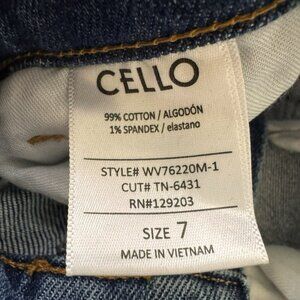 CELLO
99% COTTON / ALGODÓN
1% SPANDEX / elastano
STYLE# WV76220M-1
CUT# TN-6431
RN#129203
SIZE 7
MADE IN VIETNAM